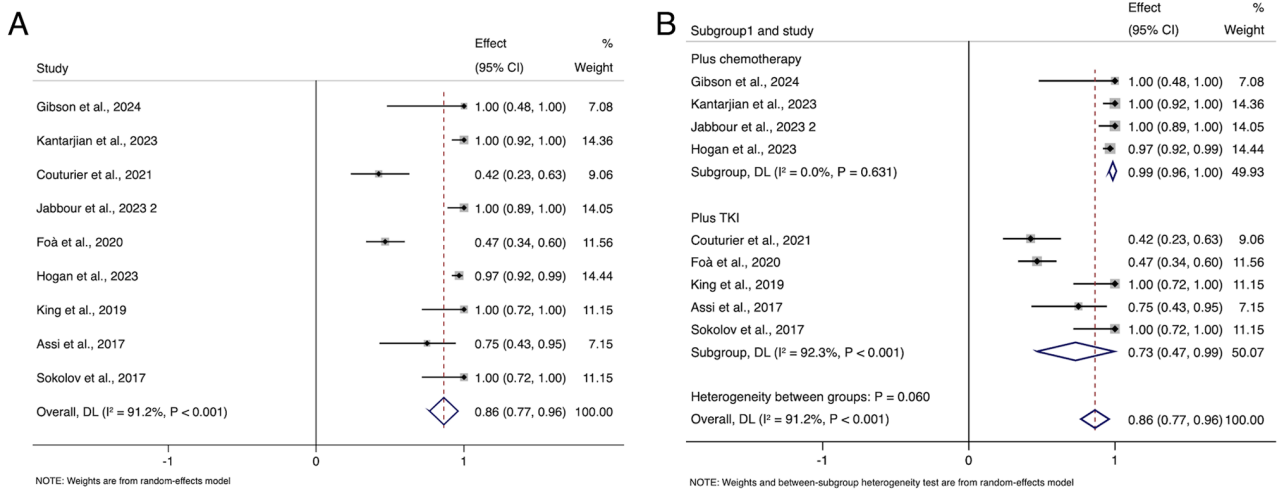 A
Effect %
Study (95% CI) Weight
Gibson et al., 2024 1.00 (0.48, 1.00) 7.08
Kantarjian et al., 2023 1.00 (0.92, 1.00) 14.36
Couturier et al., 2021 0.42 (0.23, 0.63) 9.06
Jabbour et al., 2023 2 1.00 (0.89, 1.00) 14.05
Foà et al., 2020 0.47 (0.34, 0.60) 11.56
Hogan et al., 2023 0.97 (0.92, 0.99) 14.44
King et al., 2019 1.00 (0.72, 1.00) 11.15
Assi et al., 2017 0.75 (0.43, 0.95) 7.15
Sokolov et al., 2017 1.00 (0.72, 1.00) 11.15
Overall, DL (I² = 91.2%, P < 0.001) 0.86 (0.77, 0.96) 100.00
-1 0 1
NOTE: Weights are from random-effects model
B
Effect %
Subgroup1 and study (95% CI) Weight
Plus chemotherapy
Gibson et al., 2024 1.00 (0.48, 1.00) 7.08
Kantarjian et al., 2023 1.00 (0.92, 1.00) 14.36
Jabbour et al., 2023 2 1.00 (0.89, 1.00) 14.05
Hogan et al., 2023 0.97 (0.92, 0.99) 14.44
Subgroup, DL (I² = 0.0%, P = 0.631) 0.99 (0.96, 1.00) 49.93
Plus TKI
Couturier et al., 2021 0.42 (0.23, 0.63) 9.06
Foà et al., 2020 0.47 (0.34, 0.60) 11.56
King et al., 2019 1.00 (0.72, 1.00) 11.15
Assi et al., 2017 0.75 (0.43, 0.95) 7.15
Sokolov et al., 2017 1.00 (0.72, 1.00) 11.15
Subgroup, DL (I² = 92.3%, P < 0.001) 0.73 (0.47, 0.99) 50.07
Heterogeneity between groups: P = 0.060
Overall, DL (I² = 91.2%, P < 0.001) 0.86 (0.77, 0.96) 100.00
-1 0 1
NOTE: Weights and between-subgroup heterogeneity test are from random-effects model